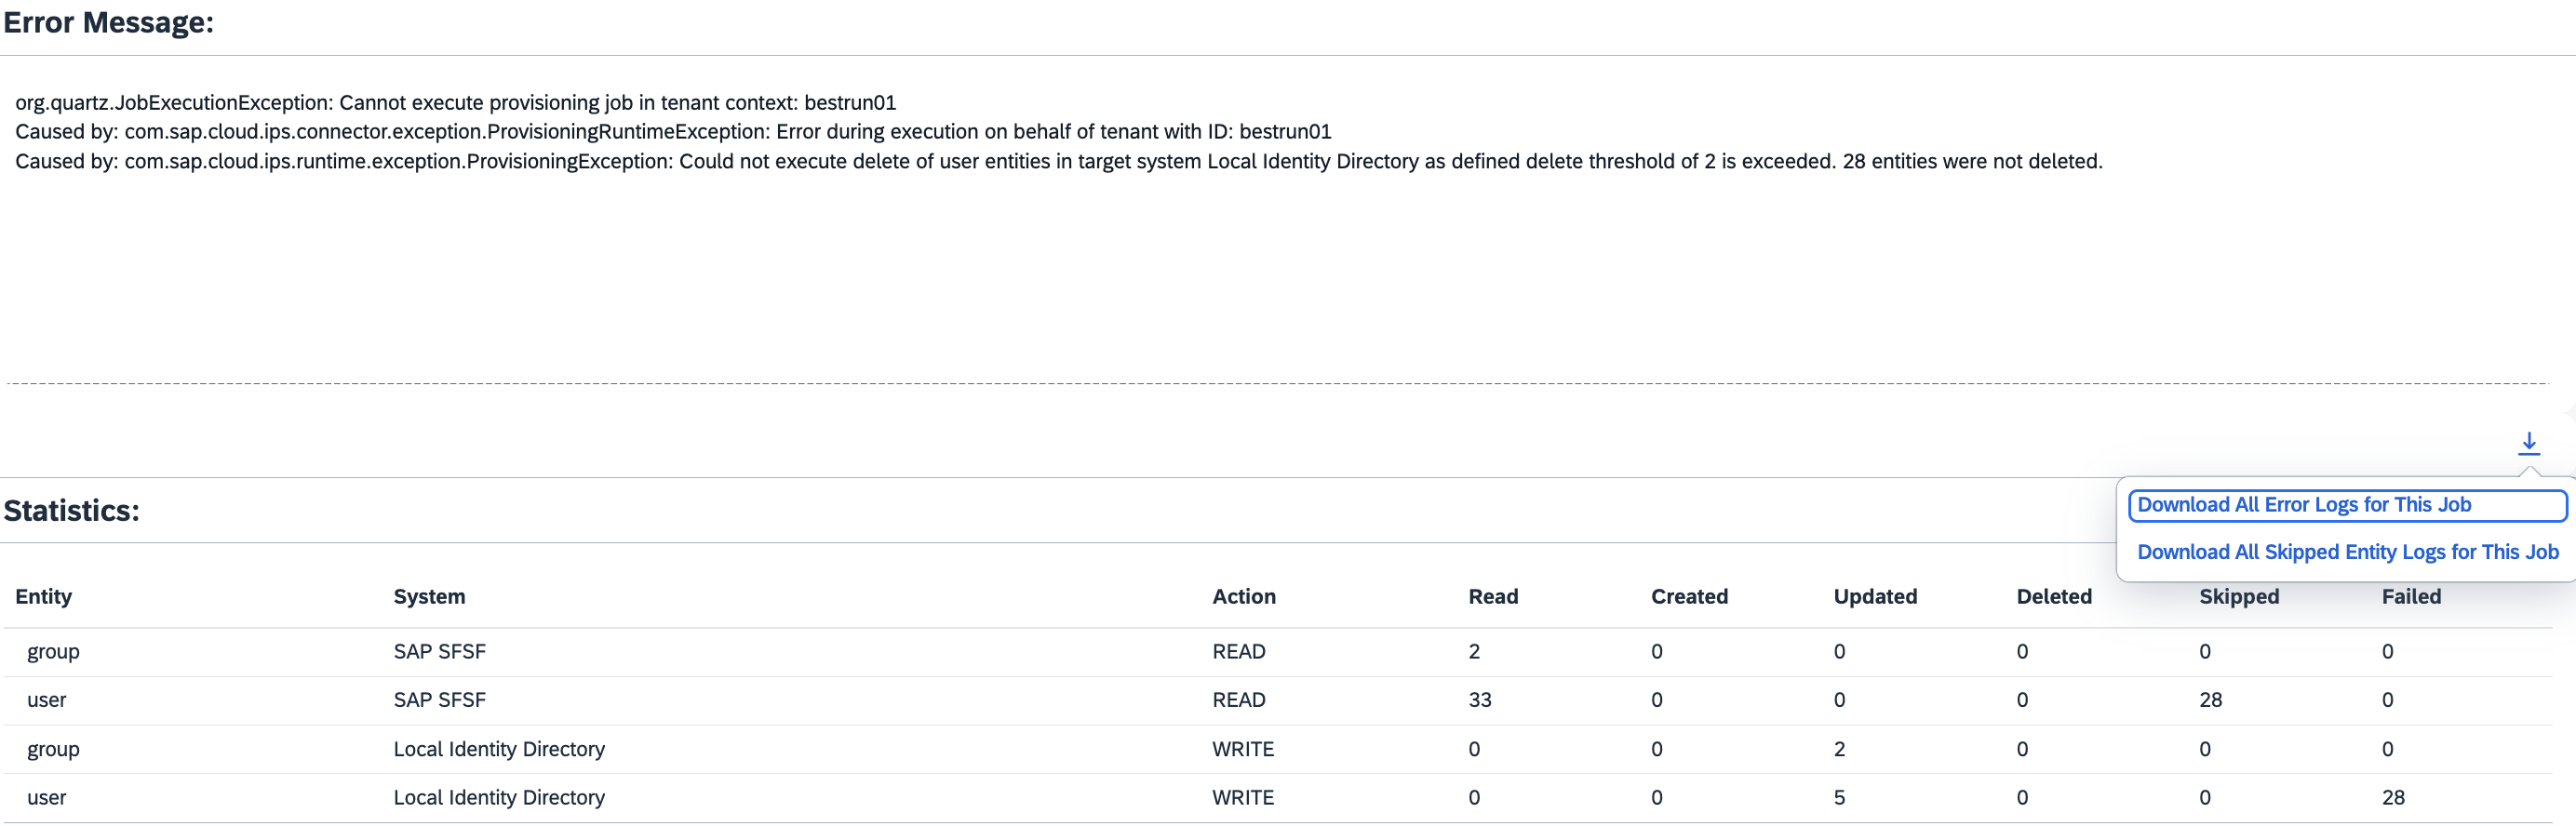 Error Message:
org.quartz.JobExecutionException: Cannot execute provisioning job in tenant context: bestrun01
Caused by: com.sap.cloud.ips.connector.exception.ProvisioningRuntimeException: Error during execution on behalf of tenant with ID: bestrun01
Caused by: com.sap.cloud.ips.runtime.exception.ProvisioningException: Could not execute delete of user entities in target system Local Identity Directory as defined delete threshold of 2 is exceeded. 28 entities were not deleted.
Statistics:
Download All Error Logs for This Job
Download All Skipped Entity Logs for This Job
Entity System Action Read Created Updated Deleted Skipped Failed
group SAP SFSF READ 2 0 0 0 0 0
user SAP SFSF READ 33 0 0 0 28 0
group Local Identity Directory WRITE 0 0 2 0 0 0
user Local Identity Directory WRITE 0 0 5 0 0 28